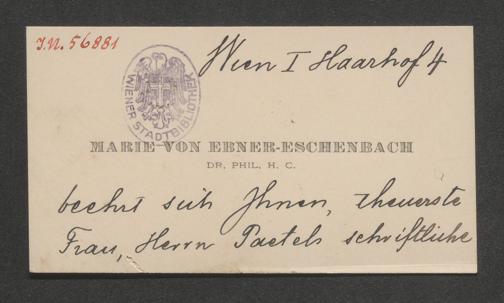 I.N. 56881
Wien I Haarhof 4
WIENER STADTBIBLIOTHEK
MARIE VON EBNER-ESCHENBACH
DR. PHIL. H. C.
beehrt sich Ihnen, theuerste
Frau, Herrn Paetels schriftliche